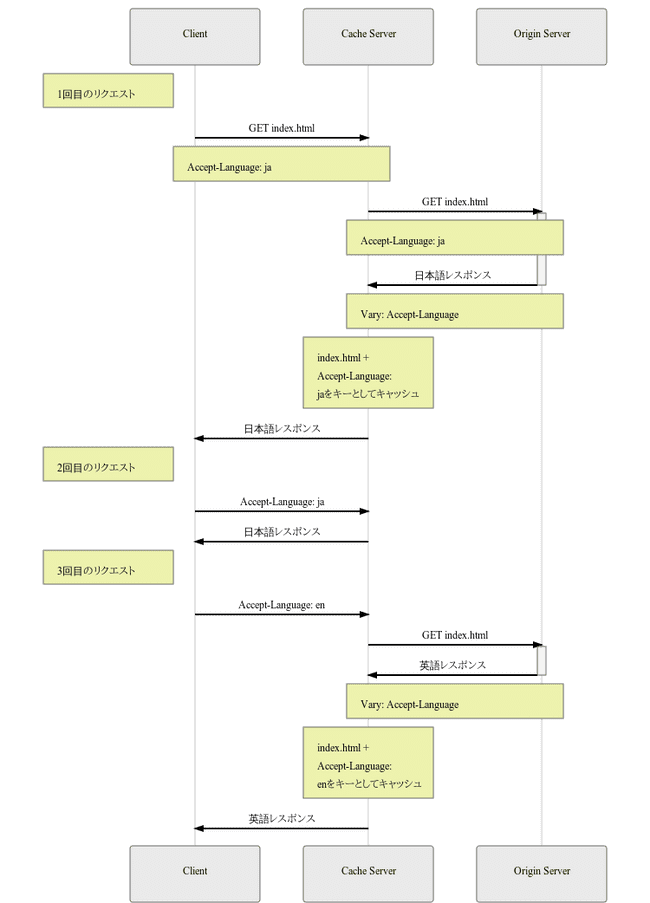 Client
Cache Server
Origin Server
1回目のリクエスト
GET index.html
Accept-Language: ja
GET index.html
Accept-Language: ja
日本語レスポンス
Vary: Accept-Language
index.html +
Accept-Language:
jaをキーとしてキャッシュ
日本語レスポンス
2回目のリクエスト
Accept-Language: ja
日本語レスポンス
3回目のリクエスト
Accept-Language: en
GET index.html
英語レスポンス
Vary: Accept-Language
index.html +
Accept-Language:
enをキーとしてキャッシュ
英語レスポンス
Client
Cache Server
Origin Server